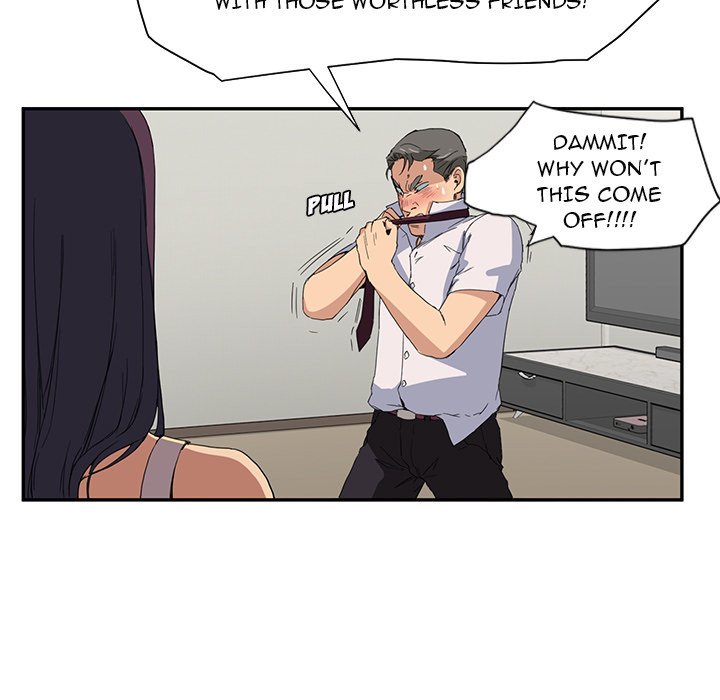 WITH THOSE WORTHLESS FRIENDS!
DAMMIT!
WHY WON'T
THIS COME
OFF!!!!
PULL